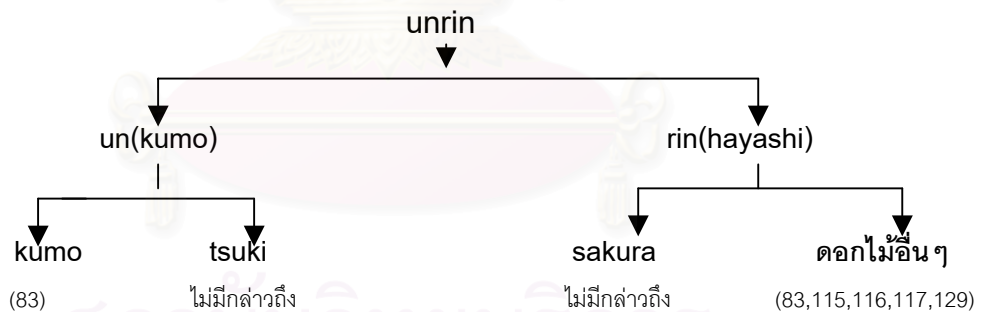 unrin
un(kumo) rin(hayashi)
kumo tsuki sakura ดอกไม้อื่น ๆ
(83) ไม่มีกล่าวถึง ไม่มีกล่าวถึง (83,115,116,117,129)